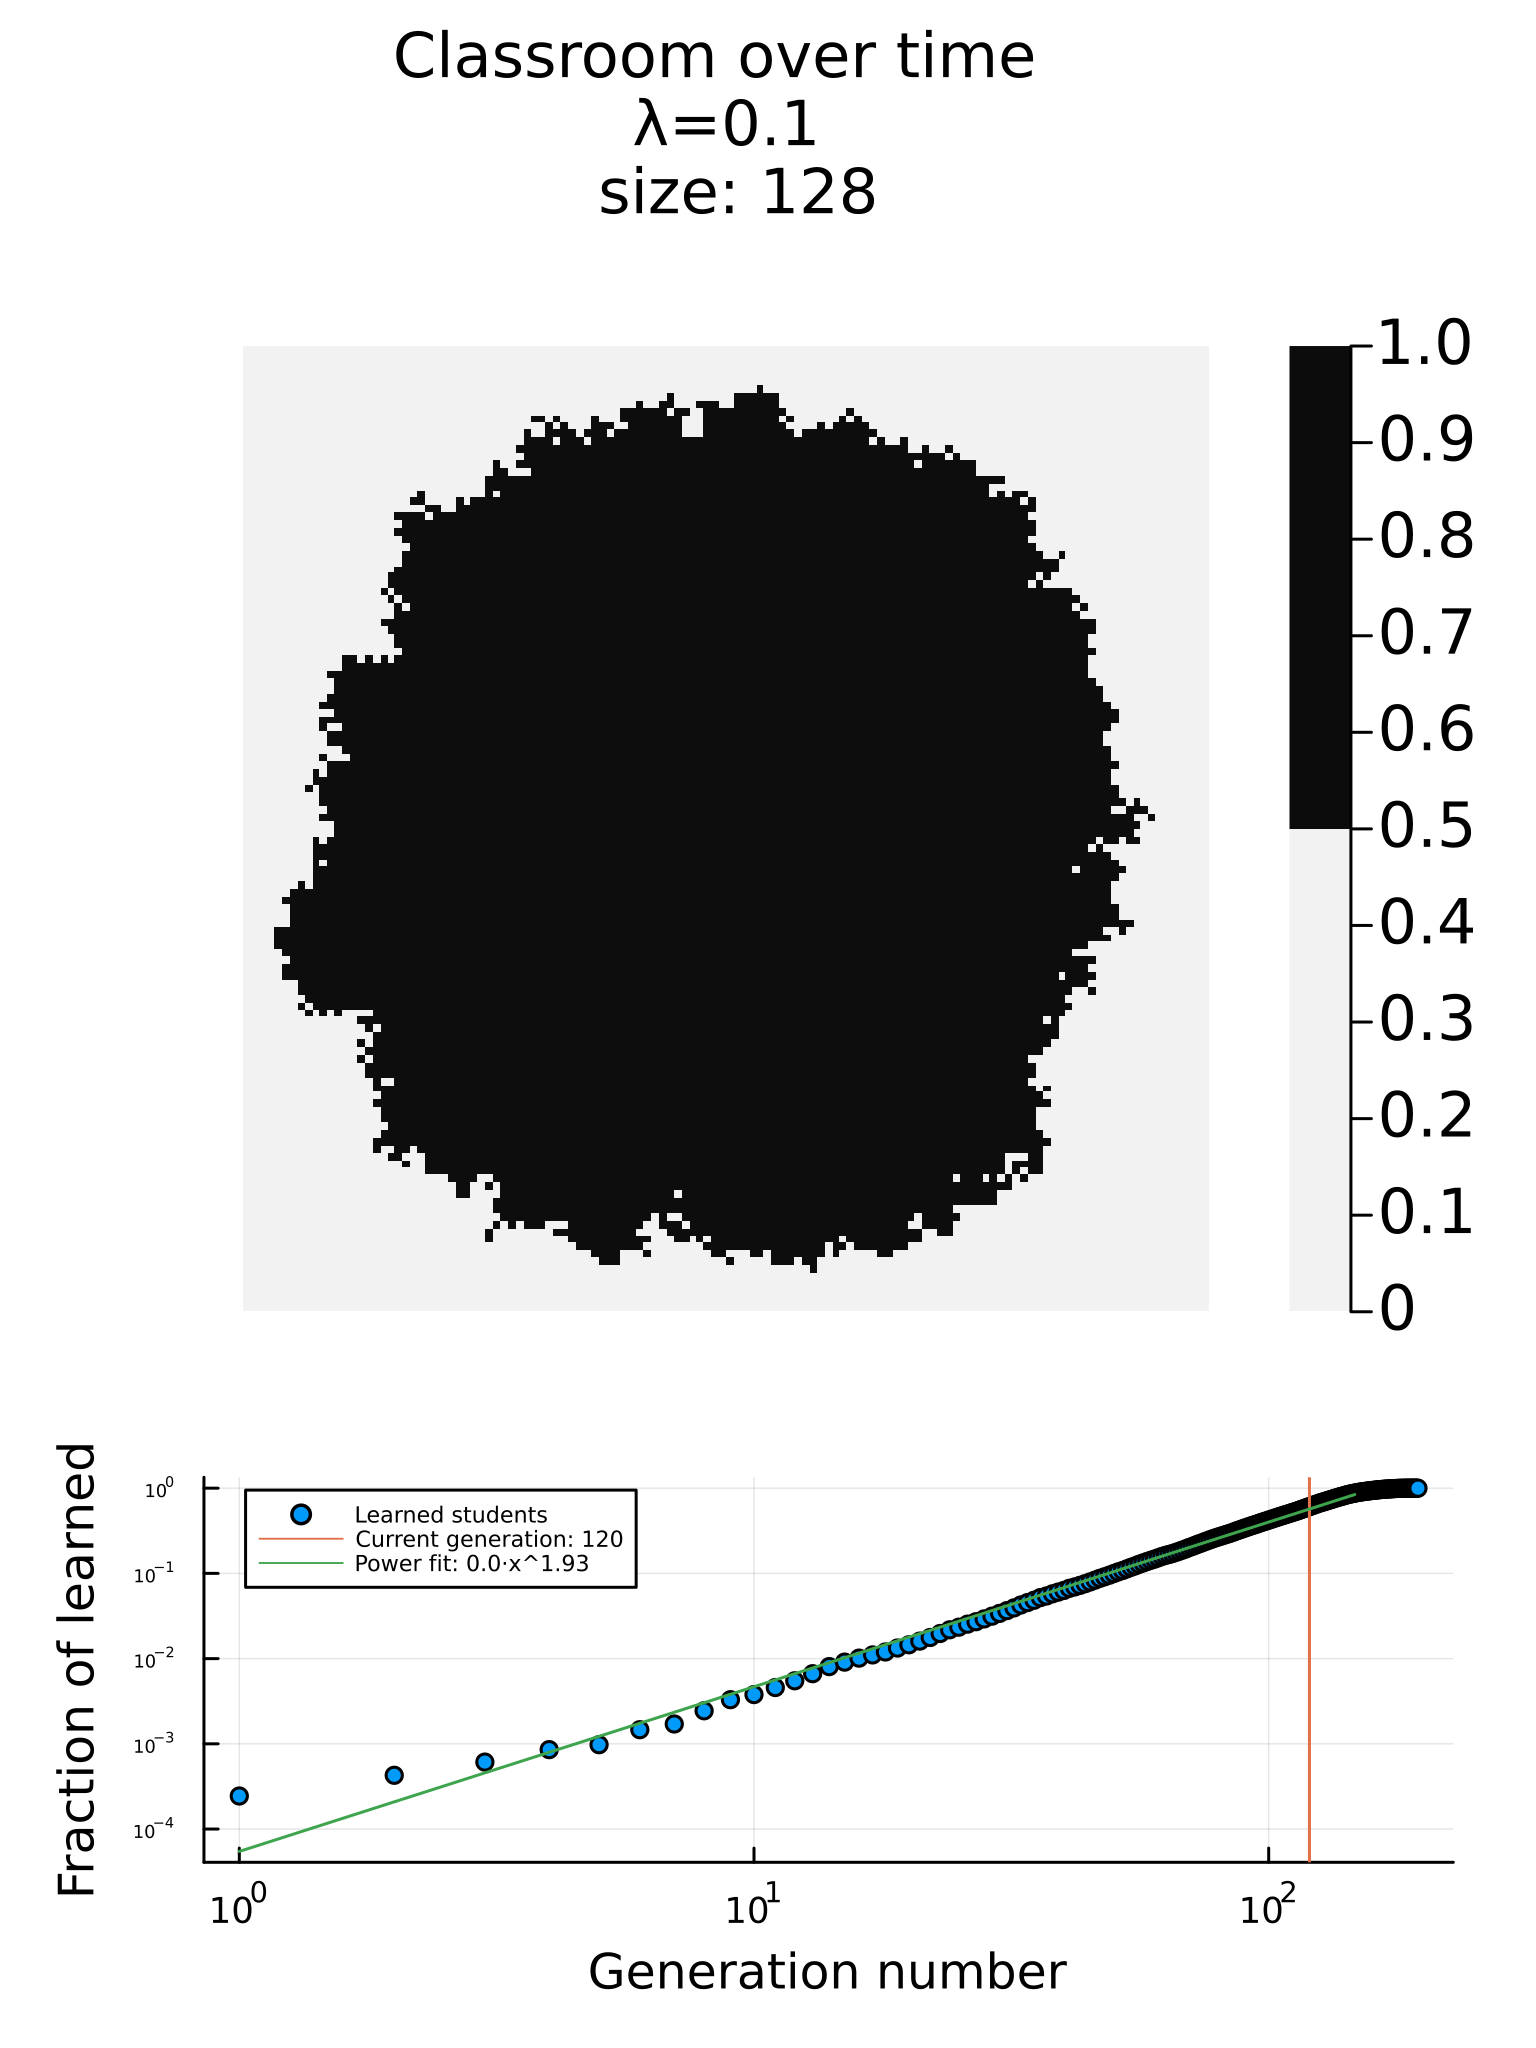 Classroom over time
λ=0.1
size: 128
1.0
0.9
0.8
0.7
0.6
0.5
0.4
0.3
0.2
0.1
0
Fraction of learned
10^0
10^-1
10^-2
10^-3
10^-4
Learned students
Current generation: 120
Power fit: 0.0·x^1.93
10^0 10^1 10^2
Generation number